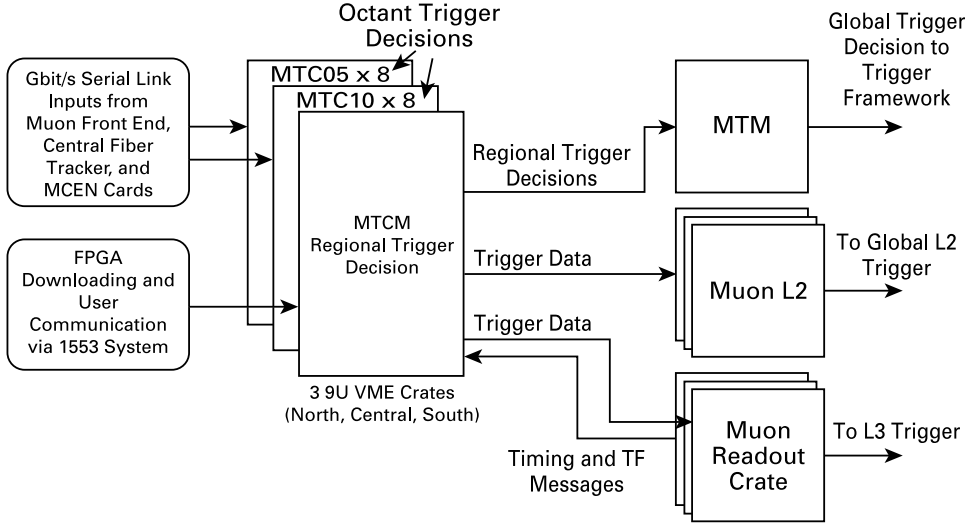 Octant Trigger
Decisions
Gbit/s Serial Link
Inputs from
Muon Front End,
Central Fiber
Tracker, and
MCEN Cards
FPGA
Downloading and
User
Communication
via 1553 System
MTC05 x 8
MTC10 x 8
MTCM
Regional Trigger
Decision
3 9U VME Crates
(North, Central, South)
Regional Trigger
Decisions
Trigger Data
Trigger Data
Timing and TF
Messages
MTM
Muon L2
Muon
Readout
Crate
Global Trigger
Decision to
Trigger
Framework
To Global L2
Trigger
To L3 Trigger